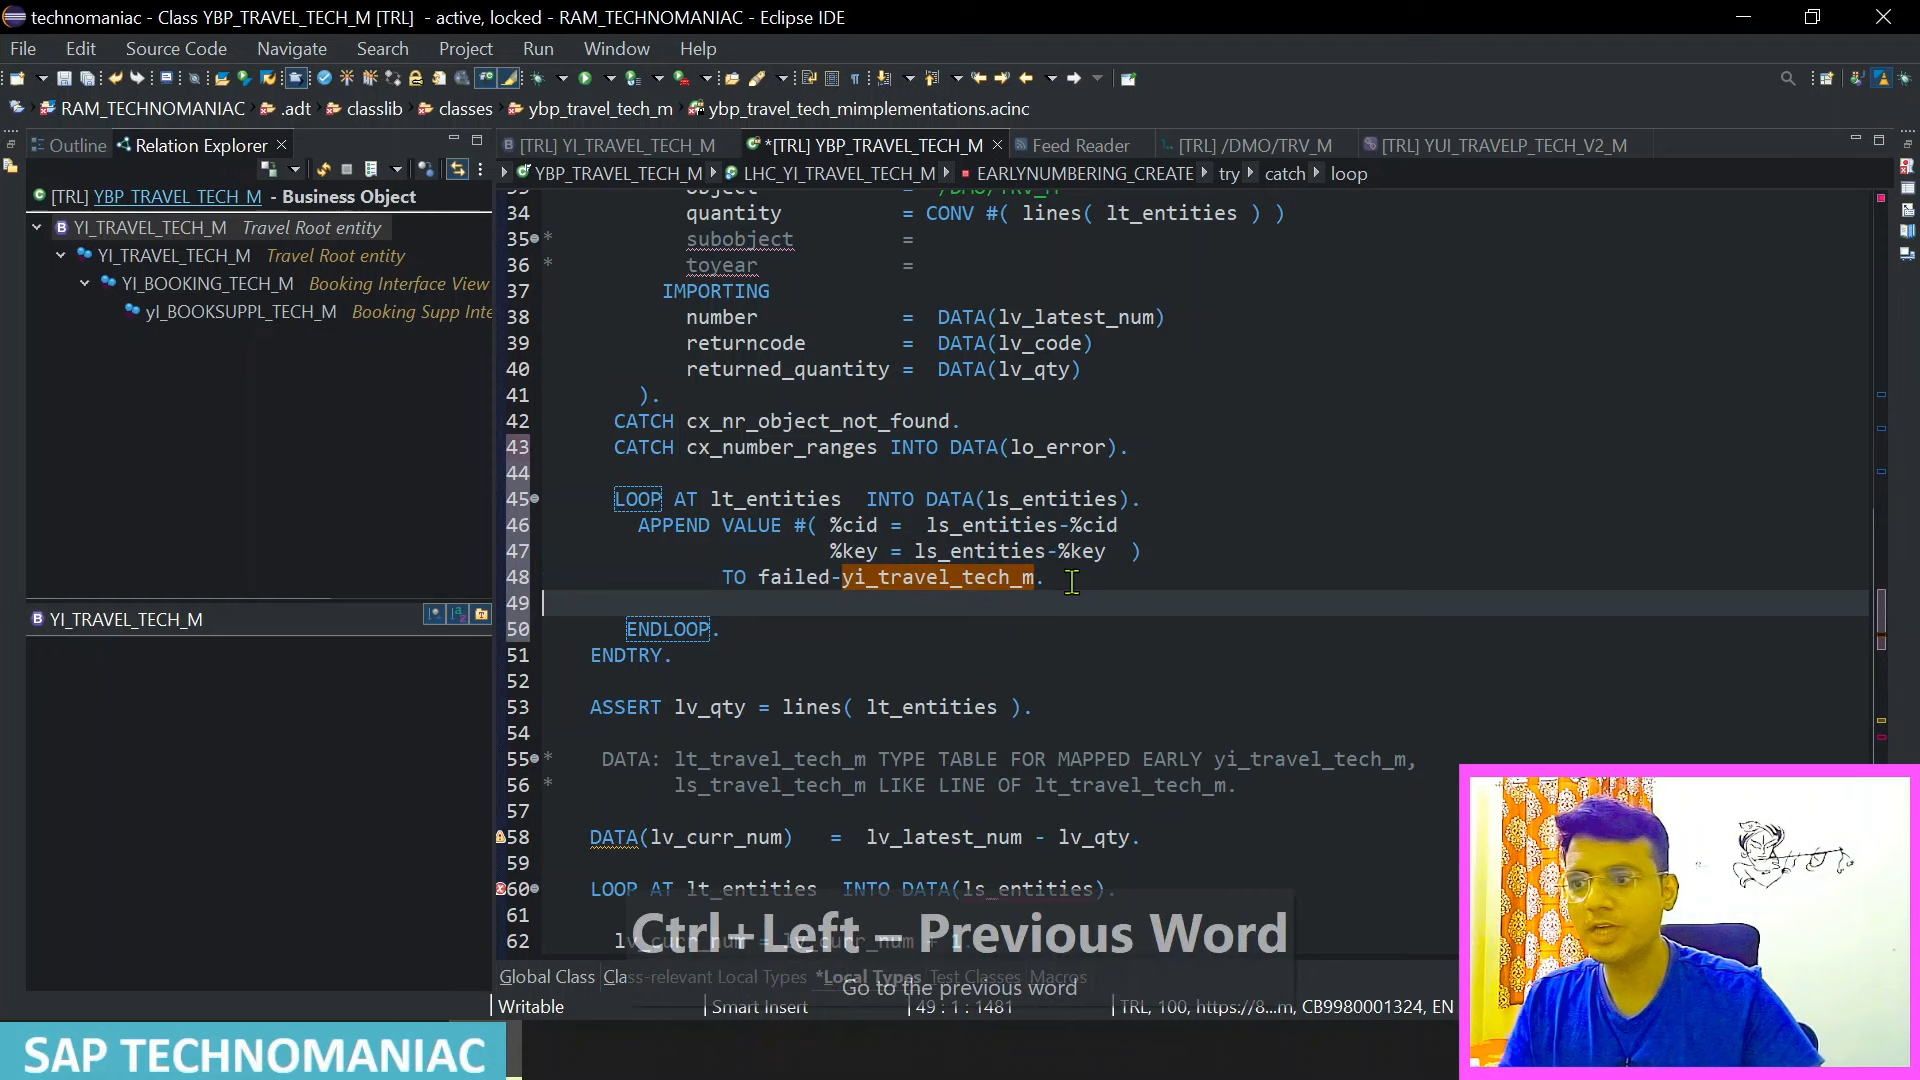 technomaniac - Class YBP_TRAVEL_TECH_M [TRL]  - active, locked - RAM_TECHNOMANIAC - Eclipse IDE
File Edit Source Code Navigate Search Project Run Window Help
RAM_TECHNOMANIAC .adt classlib classes ybp_travel_tech_m ybp_travel_tech_mimplementations.acinc
Outline Relation Explorer
[TRL] YI_TRAVEL_TECH_M *[TRL] YBP_TRAVEL_TECH_M Feed Reader [TRL] /DMO/TRV_M [TRL] YUI_TRAVELP_TECH_V2_M
YBP_TRAVEL_TECH_M LHC_YI_TRAVEL_TECH_M EARLYNUMBERING_CREATE try catch loop
[TRL] YBP_TRAVEL_TECH_M - Business Object
YI_TRAVEL_TECH_M Travel Root entity
YI_TRAVEL_TECH_M Travel Root entity
YI_BOOKING_TECH_M Booking Interface View
yI_BOOKSUPPL_TECH_M Booking Supp Inte
YI_TRAVEL_TECH_M
34 quantity = CONV #( lines( lt_entities ) )
35 * subobject =
36 * toyear =
37 IMPORTING
38 number = DATA(lv_latest_num)
39 returncode = DATA(lv_code)
40 returned_quantity = DATA(lv_qty)
41 ).
42 CATCH cx_nr_object_not_found.
43 CATCH cx_number_ranges INTO DATA(lo_error).
44
45 LOOP AT lt_entities INTO DATA(ls_entities).
46 APPEND VALUE #( %cid = ls_entities-%cid
47 %key = ls_entities-%key )
48 TO failed-yi_travel_tech_m.
49
50 ENDLOOP.
51 ENDTRY.
52
53 ASSERT lv_qty = lines( lt_entities ).
54
55 * DATA: lt_travel_tech_m TYPE TABLE FOR MAPPED EARLY yi_travel_tech_m,
56 * ls_travel_tech_m LIKE LINE OF lt_travel_tech_m.
57
58 DATA(lv_curr_num) = lv_latest_num - lv_qty.
59
60 LOOP AT lt_entities INTO DATA(ls_entities).
61
62 lv_curr_num = lv_curr_num + 1.
Ctrl+Left – Previous Word
Go to the previous word
Global Class Class-relevant Local Types *Local Types Test Classes Macros
Writable Smart Insert 49 : 1 : 1481 TRL, 100, https://8...m, CB9980001324, EN
SAP TECHNOMANIAC